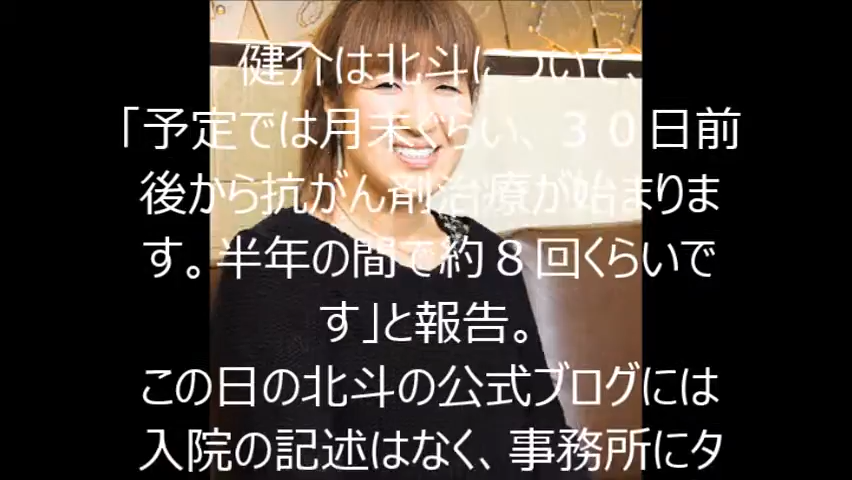 健介は北斗について、
「予定では月末ぐらい、３０日前
後から抗がん剤治療が始まりま
す。半年の間で約８回くらいで
す」と報告。
この日の北斗の公式ブログには
入院の記述はなく、事務所にタ